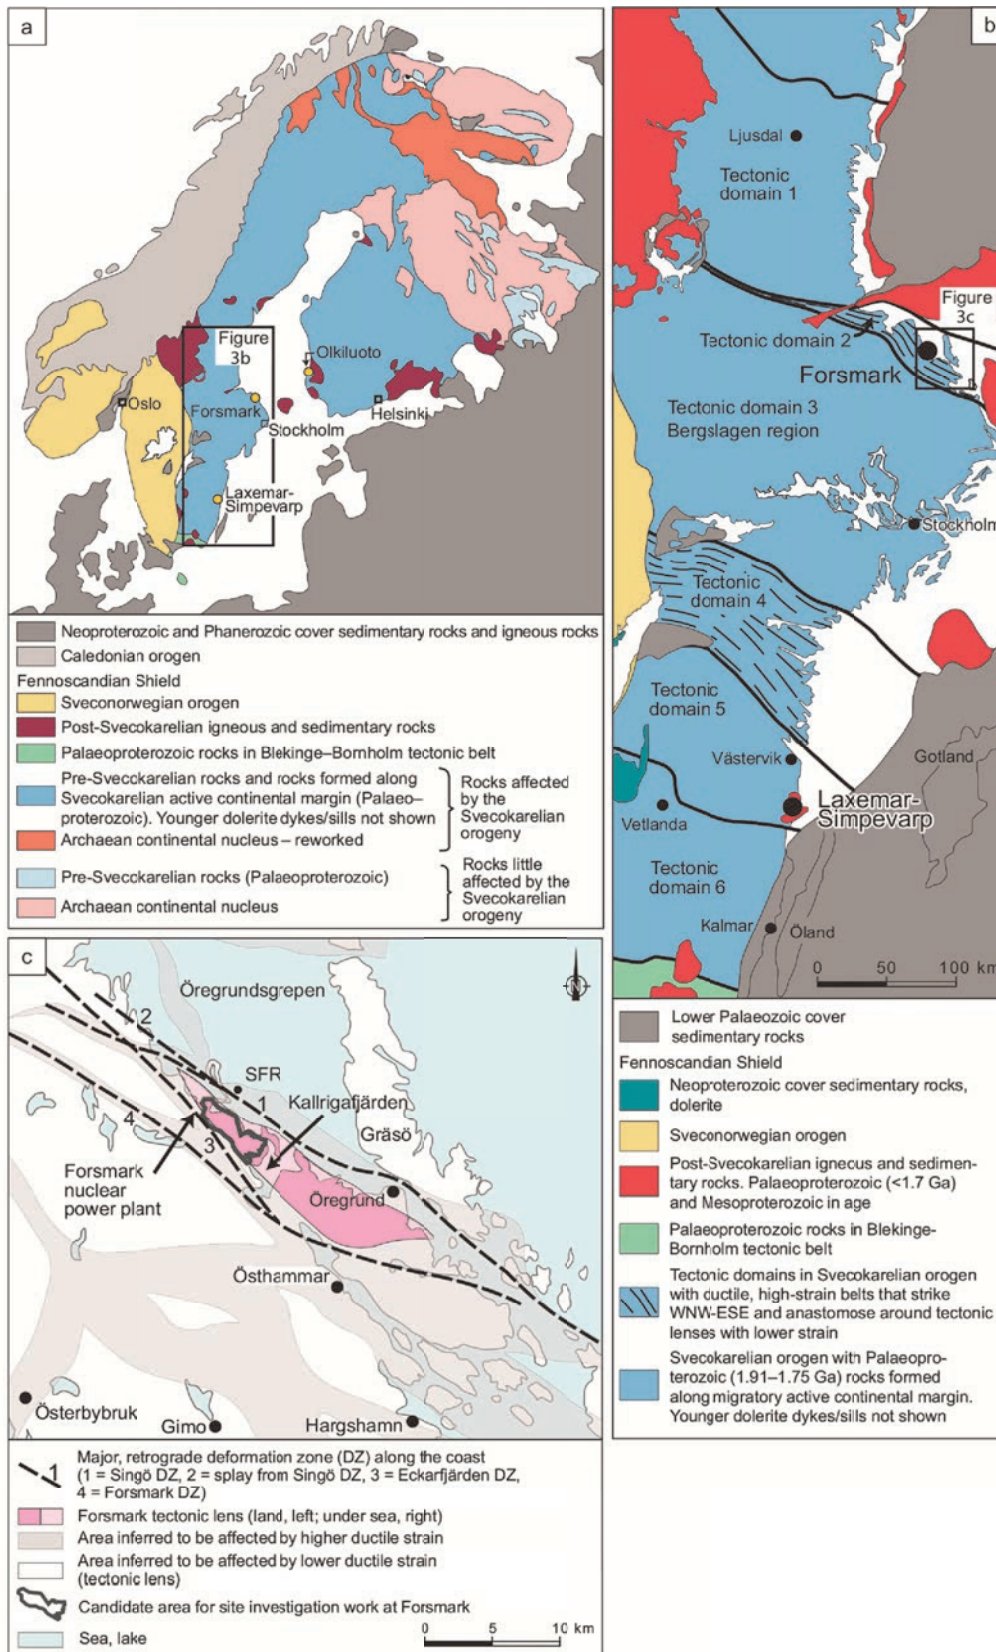 a
Figure
3b
Olkiluoto
Oslo
Forsmark
Helsinki
Stockholm
Laxemar-
Simpevarp
Neoproterozoic and Phanerozoic cover sedimentary rocks and igneous rocks
Caledonian orogen
Fennoscandian Shield
Sveconorwegian orogen
Post-Svecokarelian igneous and sedimentary rocks
Palaeoproterozoic rocks in Blekinge–Bornholm tectonic belt
Pre-Svecckarelian rocks and rocks formed along
Svecokarelian active continental margin (Palaeo–
proterozoic). Younger dolerite dykes/sills not shown
Archaean continental nucleus – reworked
Rocks affected
by the
Svecokarelian
orogeny
Pre-Svecckarelian rocks (Palaeoproterozoic)
Archaean continental nucleus
Rocks little
affected by the
Svecokarelian
orogeny
b
Ljusdal
Tectonic
domain 1
Figure
3c
Tectonic domain 2
Forsmark
Tectonic domain 3
Bergslagen region
Stockholm
Tectonic
domain 4
Tectonic
domain 5
Västervik
Gotland
Laxemar-
Simpevarp
Vetlanda
Tectonic
domain 6
Kalmar
Öland
0 50 100 km
Lower Palaeozoic cover
sedimentary rocks
Fennoscandian Shield
Neoproterozoic cover sedimentary rocks,
dolerite
Sveconorwegian orogen
Post-Svecokarelian igneous and sedimen-
tary rocks. Palaeoproterozoic (<1.7 Ga)
and Mesoproterozoic in age
Palaeoproterozoic rocks in Blekinge-
Bornholm tectonic belt
Tectonic domains in Svecokarelian orogen
with ductile, high-strain belts that strike
WNW-ESE and anastomose around tectonic
lenses with lower strain
Svecokarelian orogen with Palaeopro-
terozoic (1.91–1.75 Ga) rocks formed
along migratory active continental margin.
Younger dolerite dykes/sills not shown
c
N
Öregrundsgrepen
2
SFR
1
Kallrigafjärden
4
3
Gräsö
Forsmark
nuclear
power plant
Öregrund
Östhammar
Österbybruk
Gimo
Hargshamn
1
Major, retrograde deformation zone (DZ) along the coast
(1 = Singö DZ, 2 = splay from Singö DZ, 3 = Eckarfjärden DZ,
4 = Forsmark DZ)
Forsmark tectonic lens (land, left; under sea, right)
Area inferred to be affected by higher ductile strain
Area inferred to be affected by lower ductile strain
(tectonic lens)
Candidate area for site investigation work at Forsmark
Sea, lake
0 5 10 km